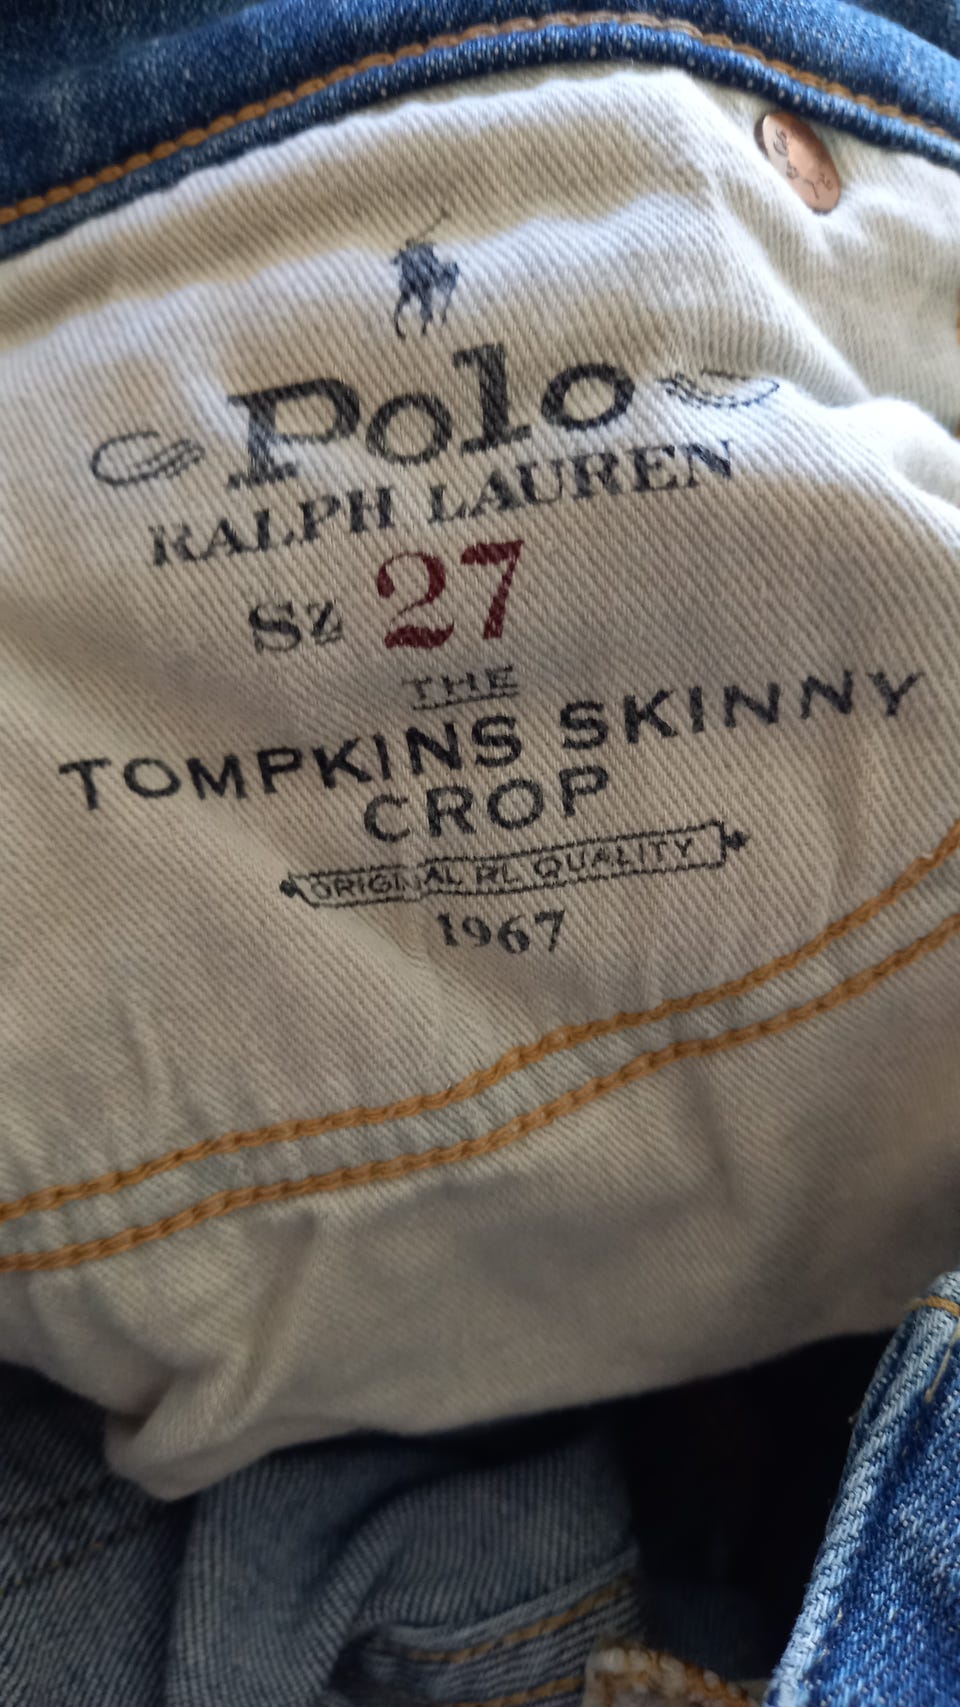 Polo
RALPH LAUREN
Sz 27
THE
TOMPKINS SKINNY
CROP
ORIGINAL RL QUALITY
1967